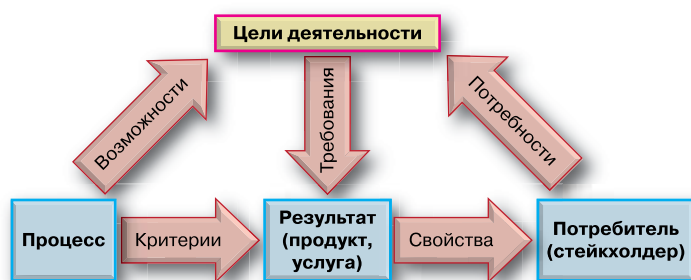 Цели деятельности
Возможности
Требования
Потребности
Процесс
Критерии
Результат
(продукт,
услуга)
Свойства
Потребитель
(стейкхолдер)